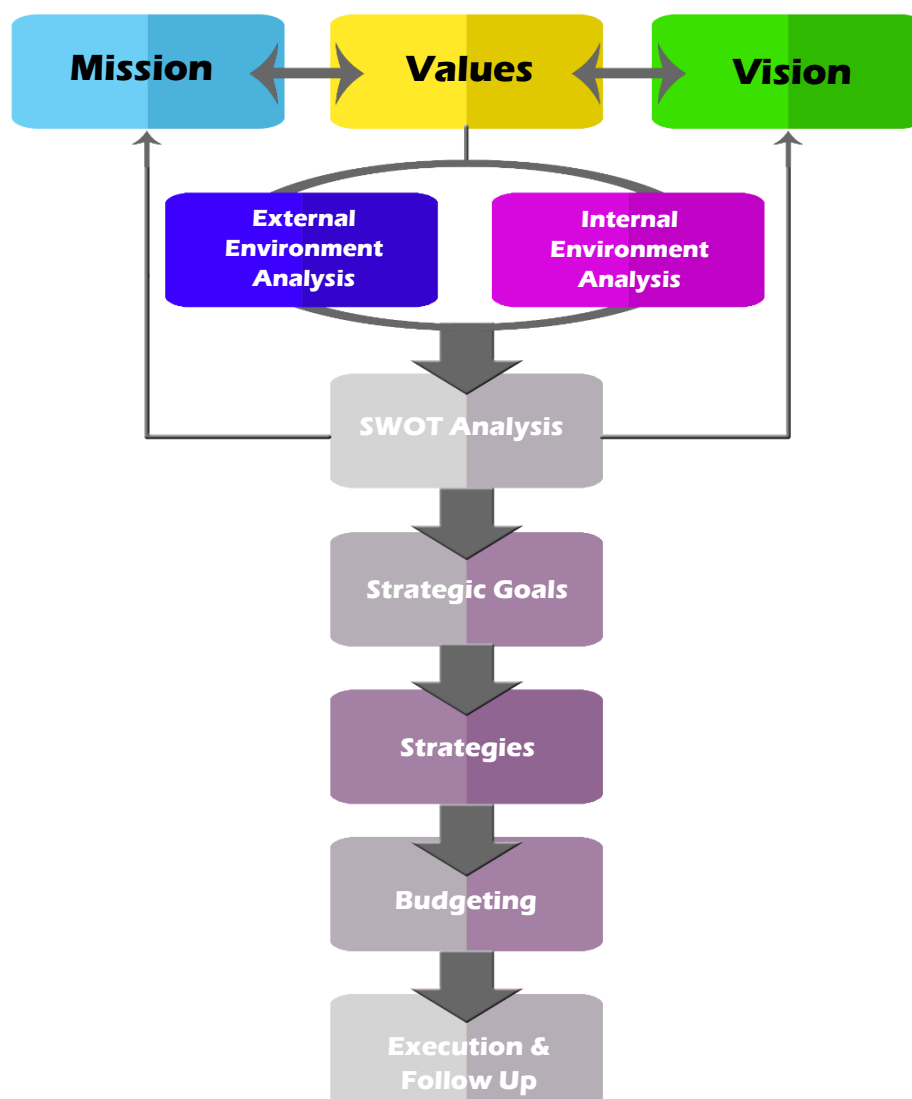 Mission
Values
Vision
External
Environment
Analysis
Internal
Environment
Analysis
SWOT Analysis
Strategic Goals
Strategies
Budgeting
Execution &
Follow Up